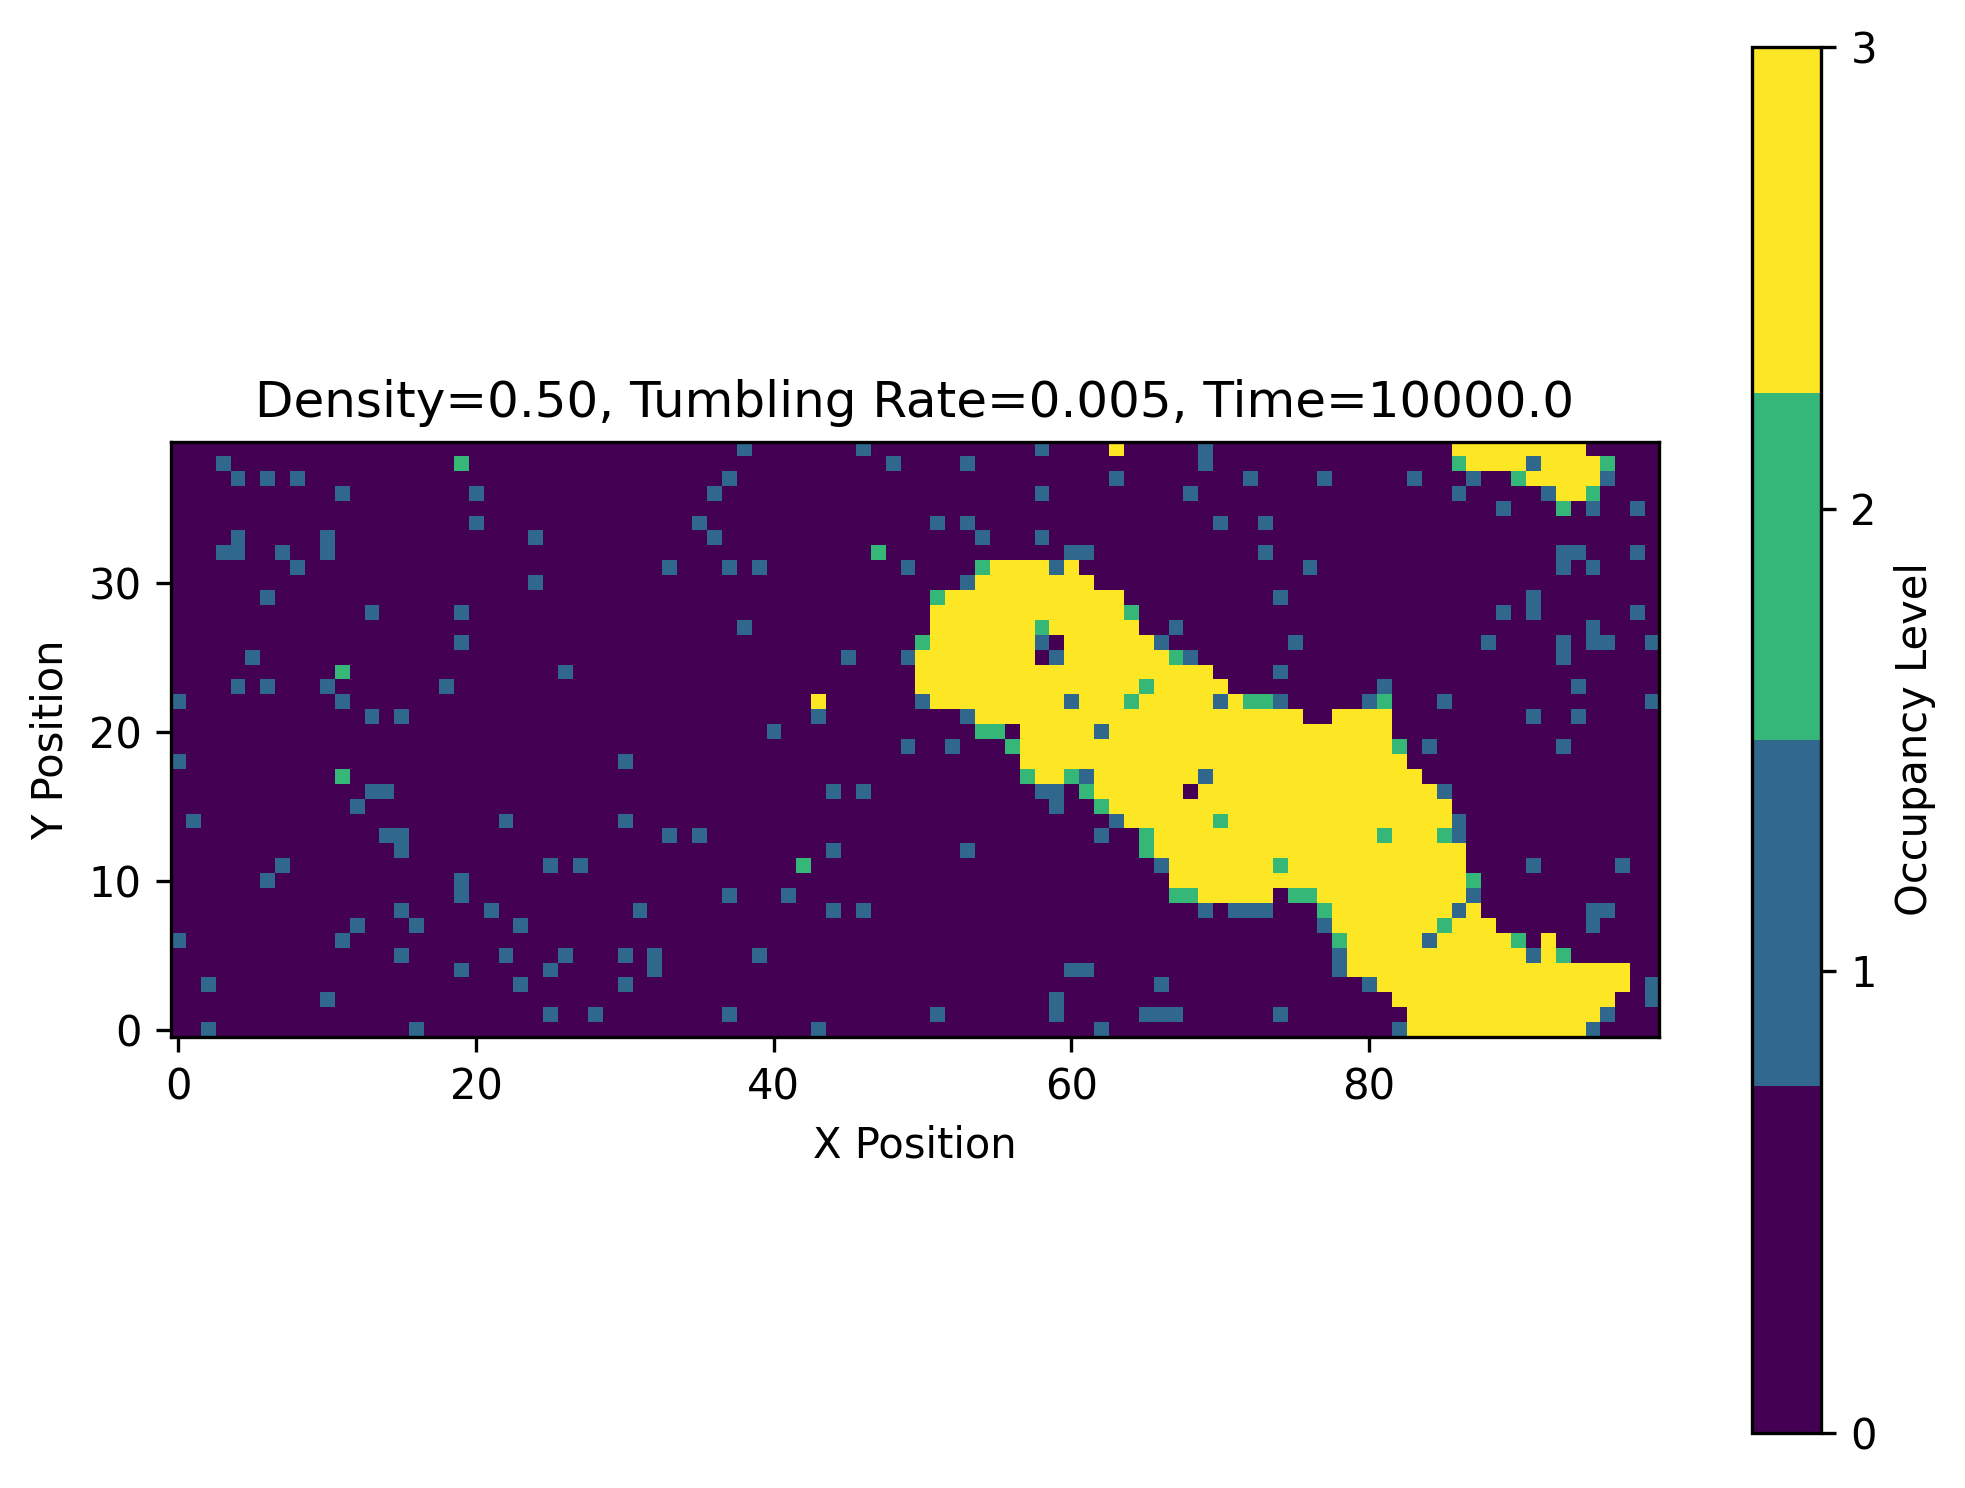 Density=0.50, Tumbling Rate=0.005, Time=10000.0
Y Position
30
20
10
0
0 20 40 60 80
X Position
3
2
1
0
Occupancy Level